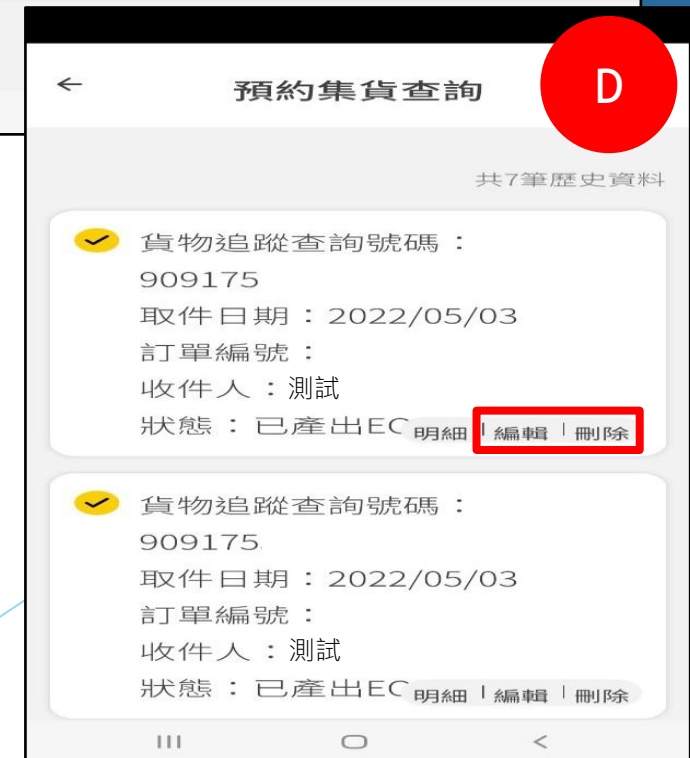 預約集貨查詢
D
共7筆歷史資料
貨物追蹤查詢號碼：
909175
取件日期：2022/05/03
訂單編號：
收件人：測試
狀態：已產出EC 明細 | 編輯 | 刪除
貨物追蹤查詢號碼：
909175
取件日期：2022/05/03
訂單編號：
收件人：測試
狀態：已產出EC 明細 | 編輯 | 刪除